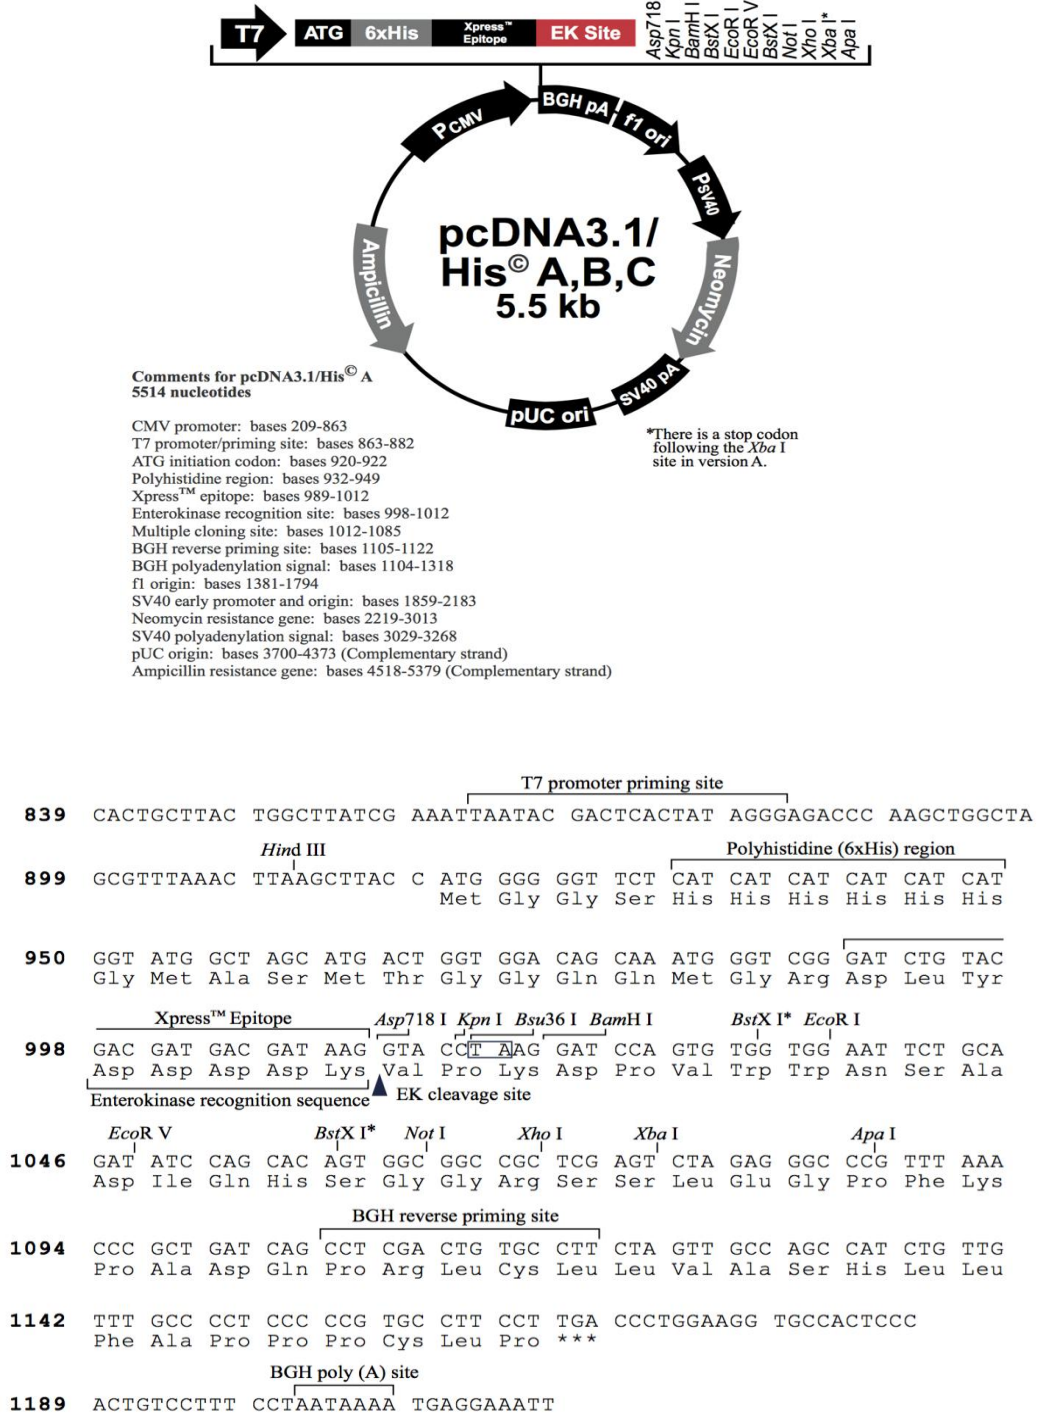 T7 ATG 6xHis Xpress™ Epitope EK Site
Asp718 I
Kpn I
BamH I
BstX I
EcoR I
EcoR V
BstX I
Not I
Xho I
Xba I*
Apa I
PCMV
BGH pA
f1 ori
PSV40
Neomycin
SV40 pA
pUC ori
Ampicillin
pcDNA3.1/
His© A,B,C
5.5 kb
Comments for pcDNA3.1/His© A
5514 nucleotides
CMV promoter: bases 209-863
T7 promoter/priming site: bases 863-882
ATG initiation codon: bases 920-922
Polyhistidine region: bases 932-949
Xpress™ epitope: bases 989-1012
Enterokinase recognition site: bases 998-1012
Multiple cloning site: bases 1012-1085
BGH reverse priming site: bases 1105-1122
BGH polyadenylation signal: bases 1104-1318
f1 origin: bases 1381-1794
SV40 early promoter and origin: bases 1859-2183
Neomycin resistance gene: bases 2219-3013
SV40 polyadenylation signal: bases 3029-3268
pUC origin: bases 3700-4373 (Complementary strand)
Ampicillin resistance gene: bases 4518-5379 (Complementary strand)
*There is a stop codon
following the Xba I
site in version A.
T7 promoter priming site
839 CACTGCTTAC TGGCTTATCG AAATTAATAC GACTCACTAT AGGGAGACCC AAGCTGGCTA
Hind III Polyhistidine (6xHis) region
899 GCGTTTAAAC TTAAGCTTAC C ATG GGG GGT TCT CAT CAT CAT CAT CAT CAT
Met Gly Gly Ser His His His His His His
950 GGT ATG GCT AGC ATG ACT GGT GGA CAG CAA ATG GGT CGG GAT CTG TAC
Gly Met Ala Ser Met Thr Gly Gly Gln Gln Met Gly Arg Asp Leu Tyr
Xpress™ Epitope Asp718 I Kpn I Bsu36 I BamH I BstX I* EcoR I
998 GAC GAT GAC GAT AAG GTA CCT AAG GAT CCA GTG TGG TGG AAT TCT GCA
Asp Asp Asp Asp Lys Val Pro Lys Asp Pro Val Trp Trp Asn Ser Ala
Enterokinase recognition sequence EK cleavage site
EcoR V BstX I* Not I Xho I Xba I Apa I
1046 GAT ATC CAG CAC AGT GGC GGC CGC TCG AGT CTA GAG GGC CCG TTT AAA
Asp Ile Gln His Ser Gly Gly Arg Ser Ser Leu Glu Gly Pro Phe Lys
BGH reverse priming site
1094 CCC GCT GAT CAG CCT CGA CTG TGC CTT CTA GTT GCC AGC CAT CTG TTG
Pro Ala Asp Gln Pro Arg Leu Cys Leu Leu Val Ala Ser His Leu Leu
1142 TTT GCC CCT CCC CCG TGC CTT CCT TGA CCCTGGAAGG TGCCACTCCC
Phe Ala Pro Pro Pro Cys Leu Pro ***
BGH poly (A) site
1189 ACTGTCCTTT CCTAATAAAA TGAGGAAATT